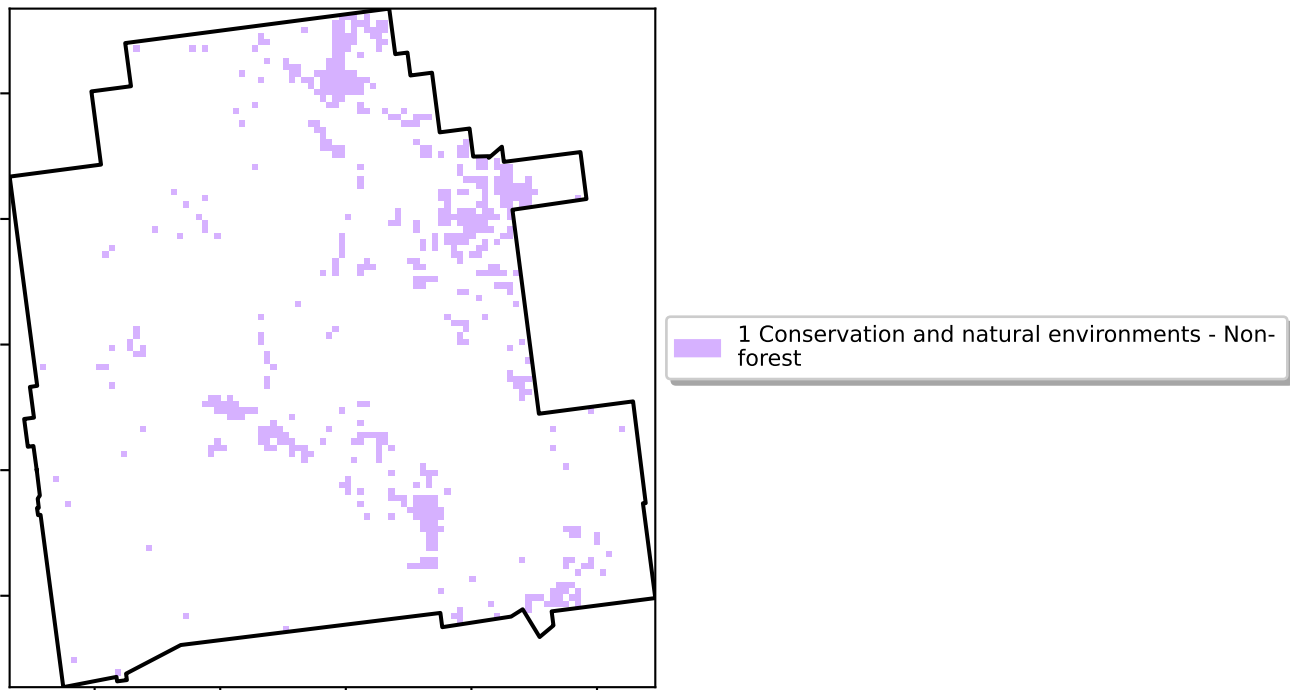 1 Conservation and natural environments - Non-
forest